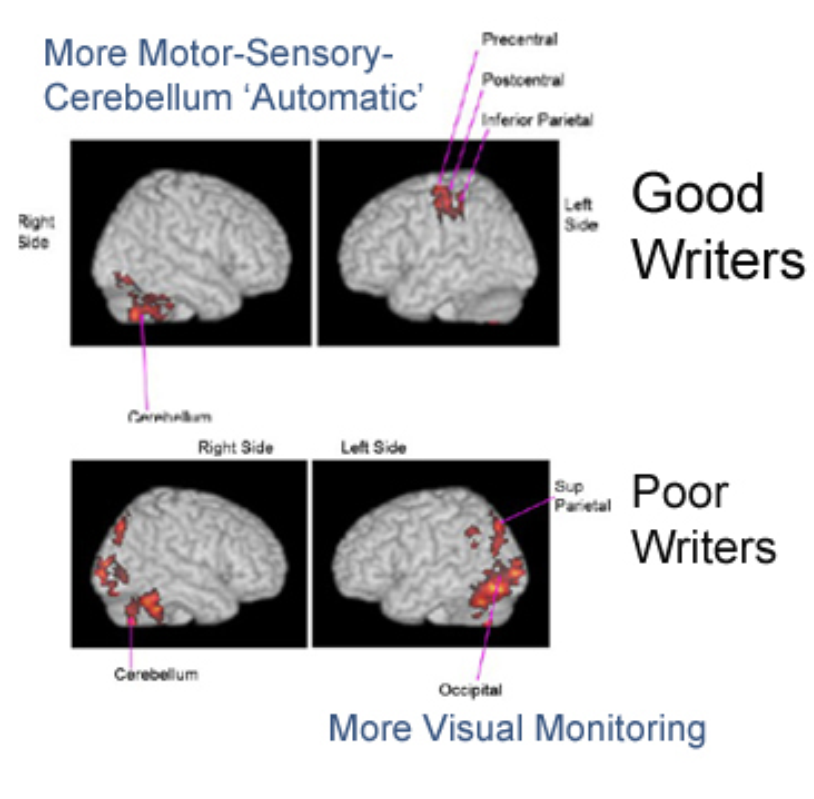 More Motor-Sensory-
Cerebellum ‘Automatic’
Precentral
Postcentral
Inferior Parietal
Right
Side
Left
Side
Good
Writers
Cerebellum
Right Side
Left Side
Sup
Parietal
Poor
Writers
Cerebellum
Occipital
More Visual Monitoring